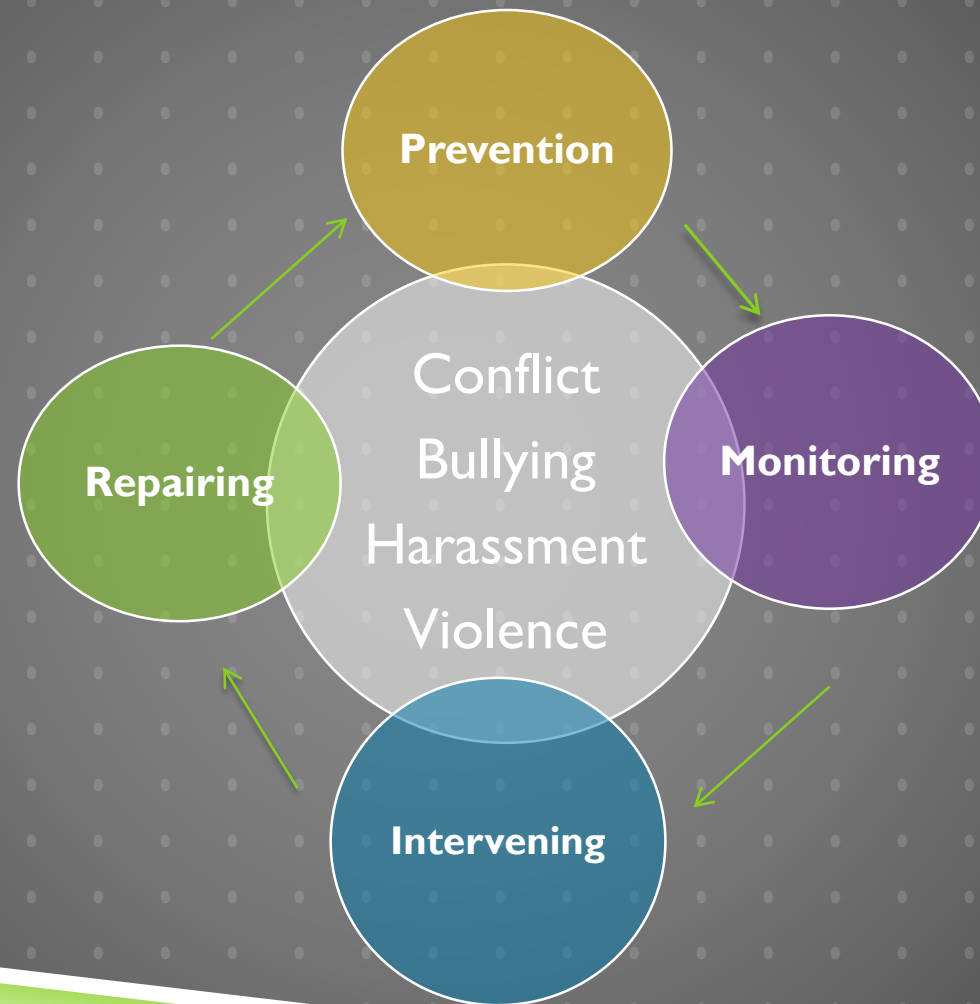 Prevention
Conflict
Bullying
Harassment
Violence
Monitoring
Repairing
Intervening